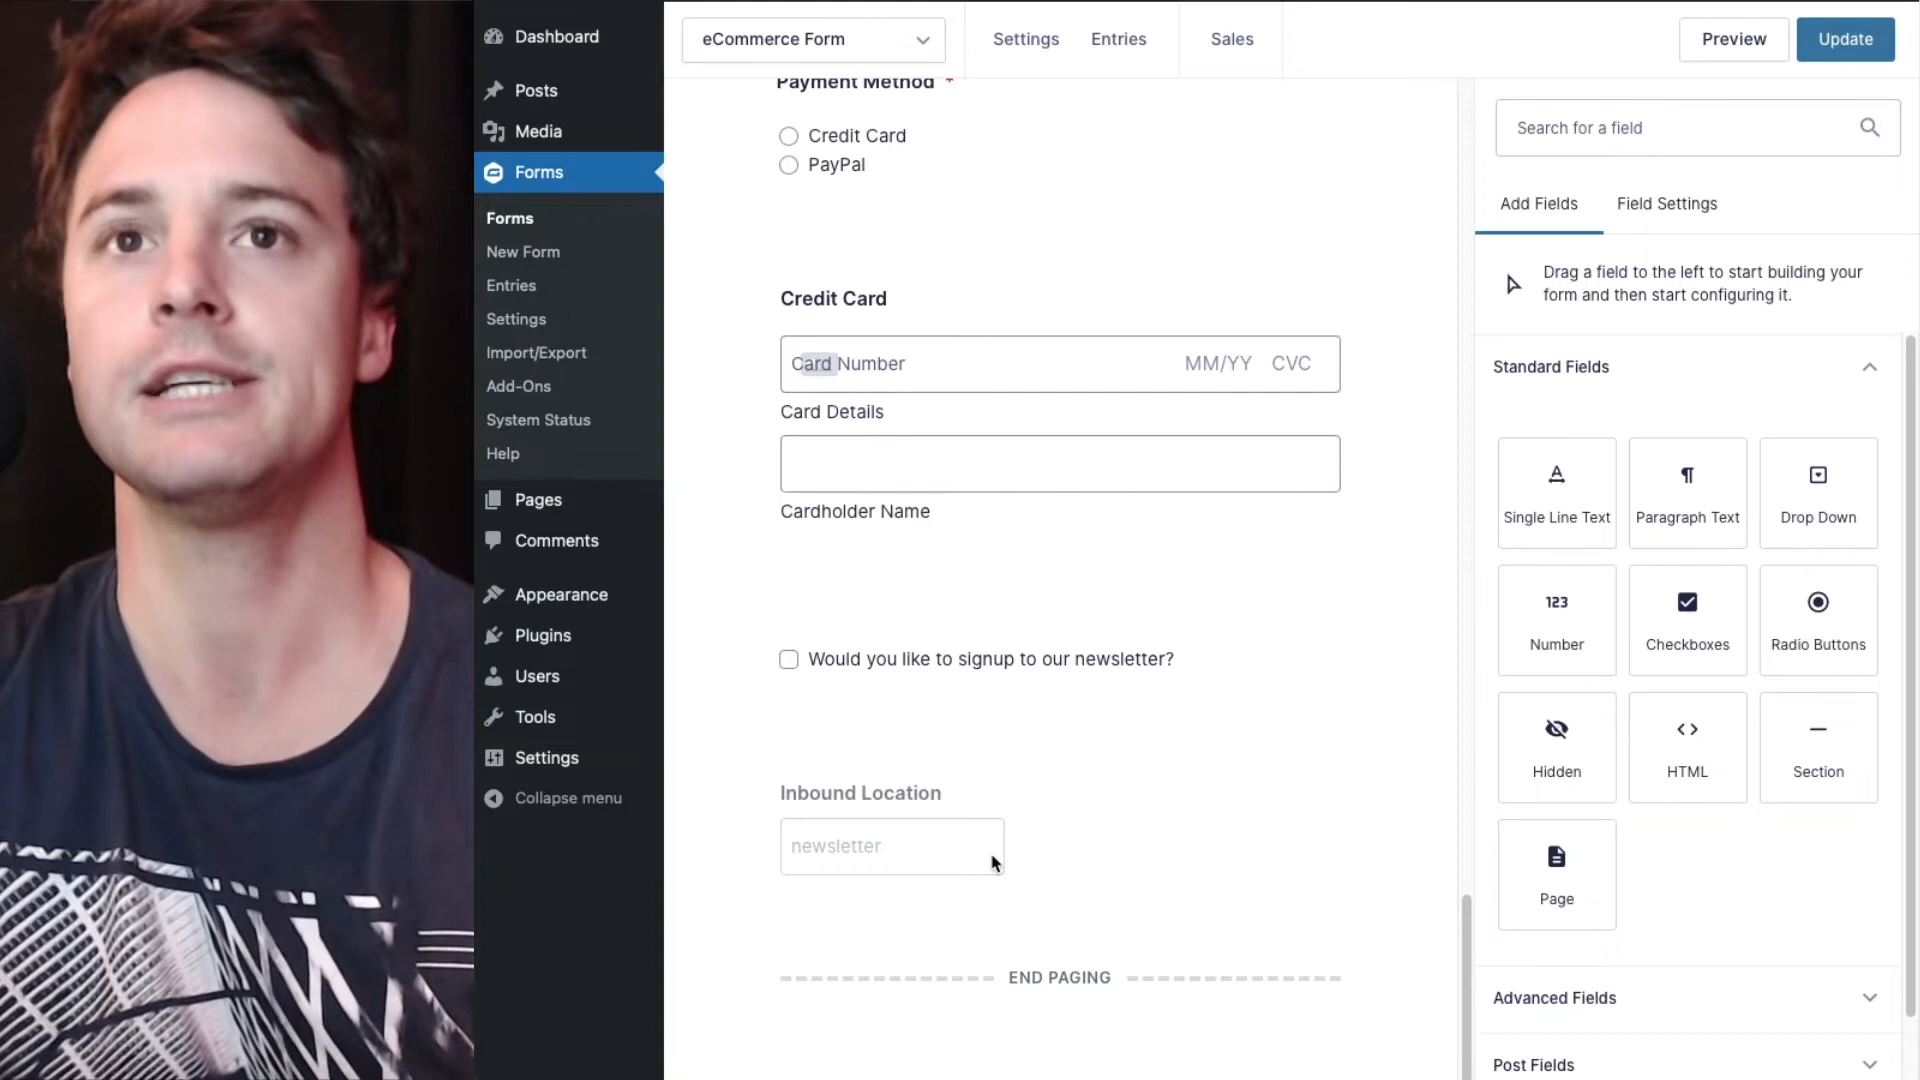 Dashboard
Posts
Media
Forms
Forms
New Form
Entries
Settings
Import/Export
Add-Ons
System Status
Help
Pages
Comments
Appearance
Plugins
Users
Tools
Settings
Collapse menu
eCommerce Form
Settings
Entries
Sales
Preview
Update
Payment Method *
Credit Card
PayPal
Credit Card
Card Number MM/YY CVC
Card Details
Cardholder Name
Would you like to signup to our newsletter?
Inbound Location
newsletter
END PAGING
Search for a field
Add Fields
Field Settings
Drag a field to the left to start building your
form and then start configuring it.
Standard Fields
Single Line Text
Paragraph Text
Drop Down
123
Number
Checkboxes
Radio Buttons
Hidden
HTML
Section
Page
Advanced Fields
Post Fields